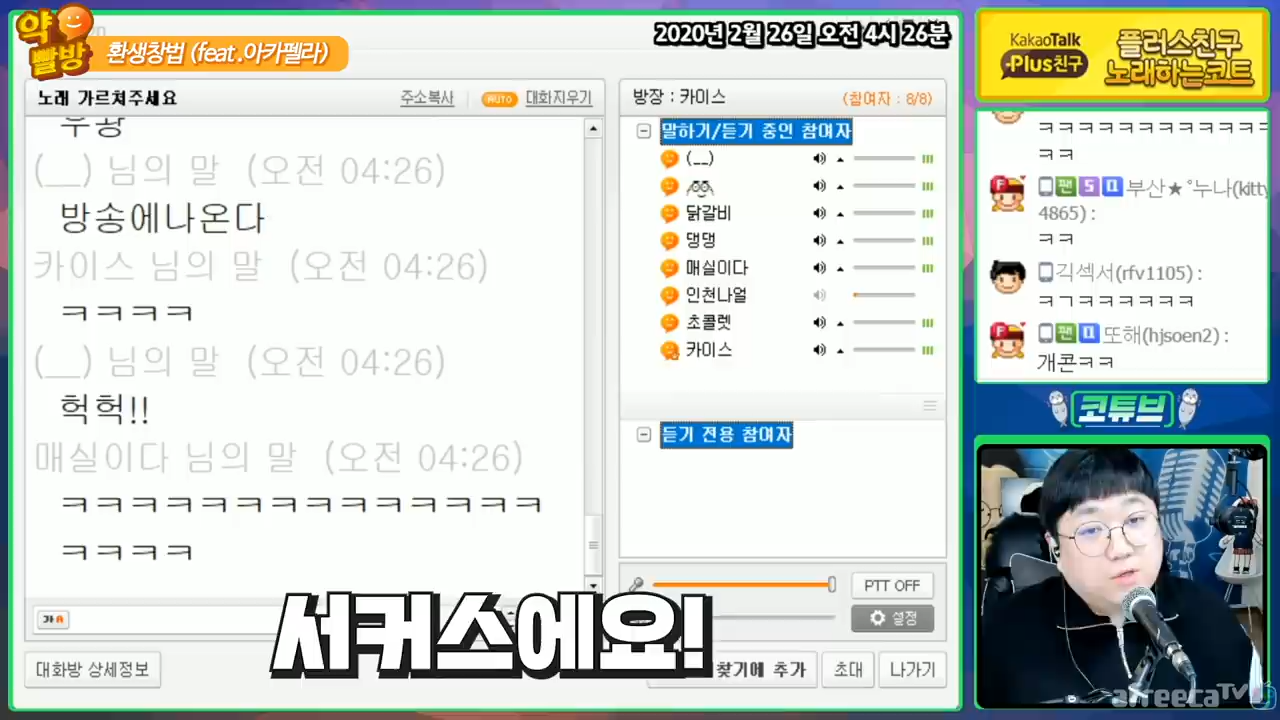 약빨방
환생창법 (feat.아카펠라)
2020년 2월 26일 오전 4시 26분
노래 가르쳐주세요
주소복사
AUTO 대화지우기
우왕
(__) 님의 말 (오전 04:26)
방송에나온다
카이스 님의 말 (오전 04:26)
ㅋㅋㅋㅋ
(__) 님의 말 (오전 04:26)
헉헉!!
매실이다 님의 말 (오전 04:26)
ㅋㅋㅋㅋㅋㅋㅋㅋㅋㅋㅋㅋㅋ
ㅋㅋㅋㅋ
가
대화방 상세정보
방장 : 카이스
(참여자 : 8/8)
말하기/듣기 중인 참여자
(__)
닭갈비
댕댕
매실이다
인천나얼
초콜렛
카이스
듣기 전용 참여자
PTT OFF
설정
찾기에 추가
초대
나가기
서커스에요!
KakaoTalk
Plus친구
플러스친구
노래하는코트
ㅋㅋㅋㅋㅋㅋㅋㅋㅋㅋㅋㅋ
ㅋㅋ
F 팬 S 부산★˚누나(kitty
4865) :
ㅋㅋ
긱섹서(rfv1105) :
ㅋㄱㅋㅋㅋㅋㅋㅋ
F 팬 또해(hjsoen2) :
개콘ㅋㅋ
코튜브
afreecaTV